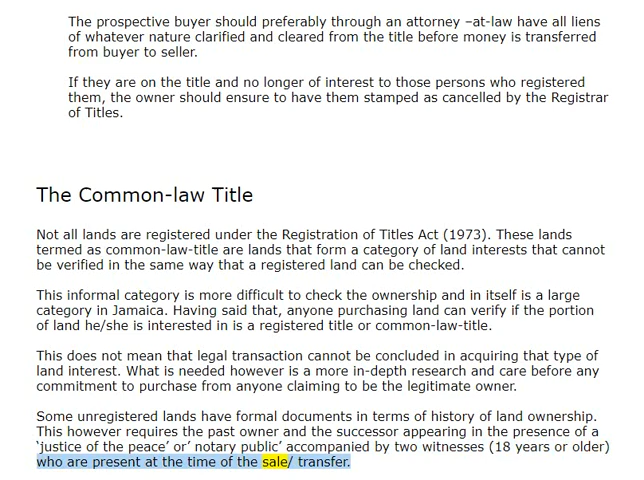 The prospective buyer should preferably through an attorney –at-law have all liens
of whatever nature clarified and cleared from the title before money is transferred
from buyer to seller.
If they are on the title and no longer of interest to those persons who registered
them, the owner should ensure to have them stamped as cancelled by the Registrar
of Titles.
The Common-law Title
Not all lands are registered under the Registration of Titles Act (1973). These lands
termed as common-law-title are lands that form a category of land interests that cannot
be verified in the same way that a registered land can be checked.
This informal category is more difficult to check the ownership and in itself is a large
category in Jamaica. Having said that, anyone purchasing land can verify if the portion
of land he/she is interested in is a registered title or common-law-title.
This does not mean that legal transaction cannot be concluded in acquiring that type of
land interest. What is needed however is a more in-depth research and care before any
commitment to purchase from anyone claiming to be the legitimate owner.
Some unregistered lands have formal documents in terms of history of land ownership.
This however requires the past owner and the successor appearing in the presence of a
‘justice of the peace’ or’ notary public’ accompanied by two witnesses (18 years or older)
who are present at the time of the sale/ transfer.